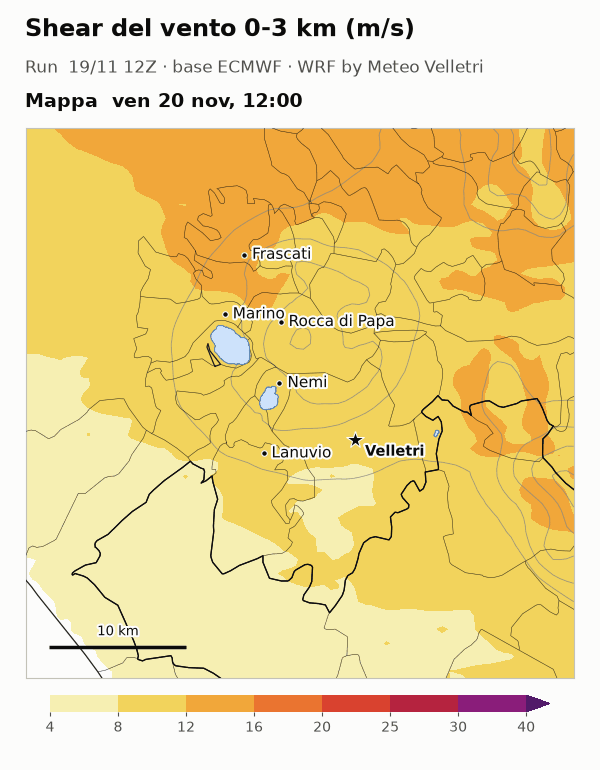 Shear del vento 0-3 km (m/s)
Run  19/11 12Z · base ECMWF · WRF by Meteo Velletri
Mappa  ven 20 nov, 12:00
Frascati
Marino
Rocca di Papa
Nemi
Velletri
Lanuvio
10 km
4 8 12 16 20 25 30 40